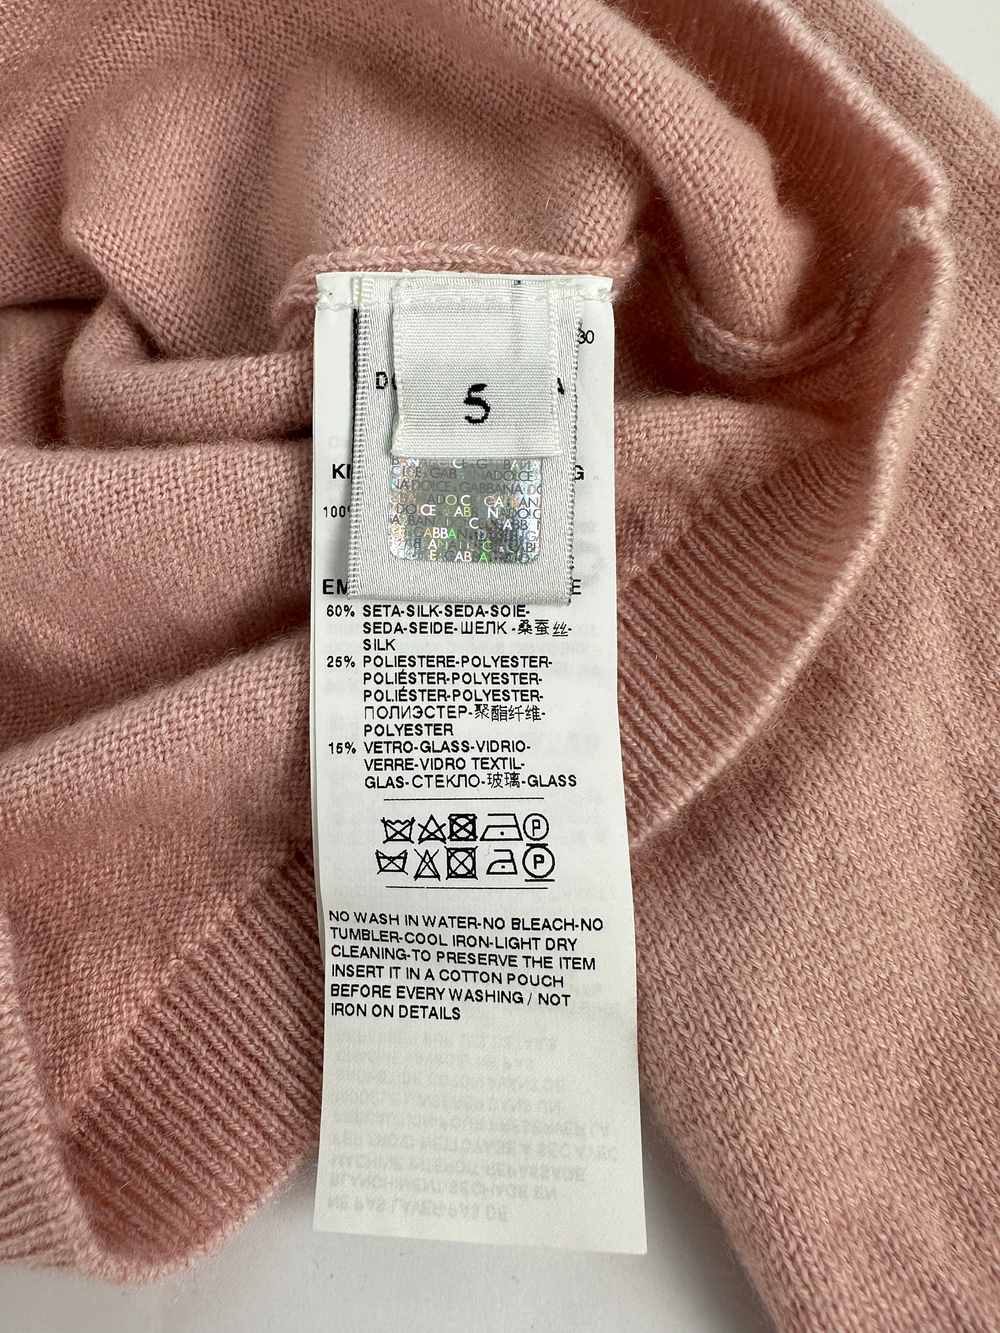 30
5
100%
60% SETA-SILK-SEDA-SOIE-
SEDA-SEIDE-ШЕЛК-桑蚕丝-
SILK
25% POLIESTERE-POLYESTER-
POLIÉSTER-POLYESTER-
POLIÉSTER-POLYESTER-
ПОЛИЭСТЕР-聚酯纤维-
POLYESTER
15% VETRO-GLASS-VIDRIO-
VERRE-VIDRO TEXTIL-
GLAS-СТЕКЛО-玻璃-GLASS
P
P
NO WASH IN WATER-NO BLEACH-NO
TUMBLER-COOL IRON-LIGHT DRY
CLEANING-TO PRESERVE THE ITEM
INSERT IT IN A COTTON POUCH
BEFORE EVERY WASHING / NOT
IRON ON DETAILS